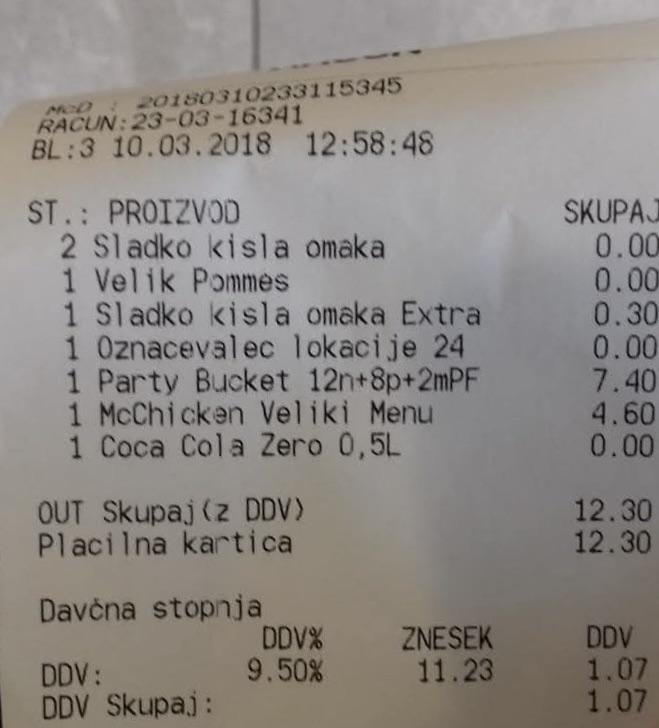 McD : 20180310233115345
RACUN:23-03-16341
BL:3 10.03.2018 12:58:48
ST.: PROIZVOD SKUPAJ
2 Sladko kisla omaka 0.00
1 Velik Pommes 0.00
1 Sladko kisla omaka Extra 0.30
1 Oznacevalec lokacije 24 0.00
1 Party Bucket 12n+8p+2mPF 7.40
1 McChicken Veliki Menu 4.60
1 Coca Cola Zero 0,5L 0.00
OUT Skupaj(z DDV) 12.30
Placilna kartica 12.30
Davčna stopnja
DDV% ZNESEK DDV
DDV: 9.50% 11.23 1.07
DDV Skupaj: 1.07